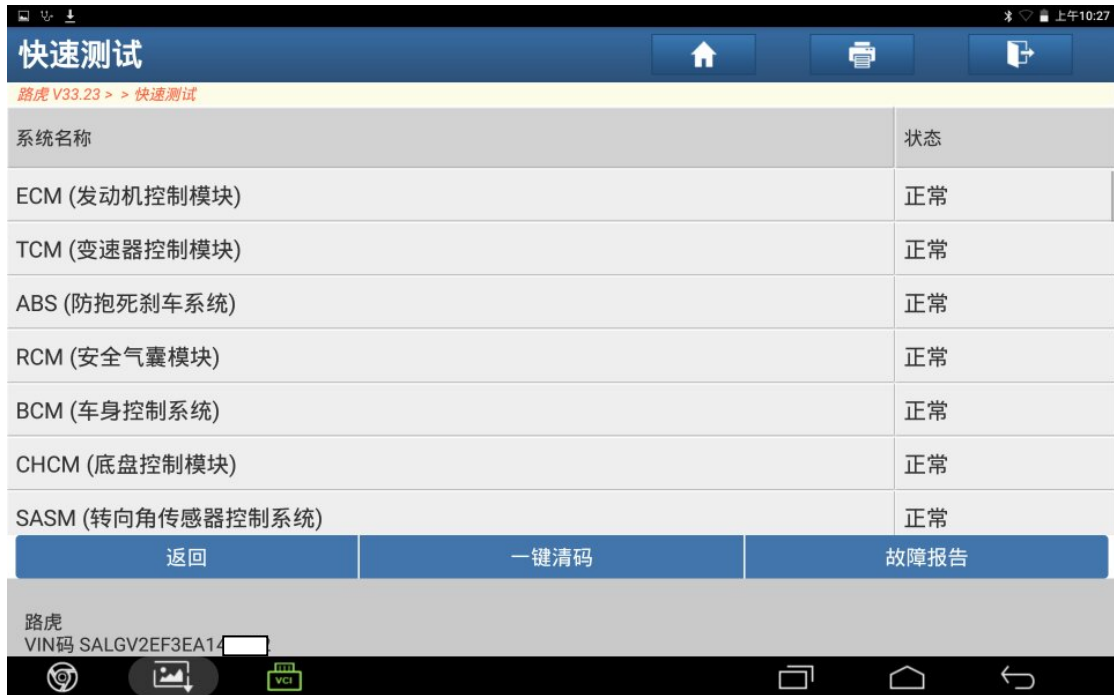 上午10:27
快速测试
路虎 V33.23 > > 快速测试
系统名称 状态
ECM (发动机控制模块) 正常
TCM (变速器控制模块) 正常
ABS (防抱死刹车系统) 正常
RCM (安全气囊模块) 正常
BCM (车身控制系统) 正常
CHCM (底盘控制模块) 正常
SASM (转向角传感器控制系统) 正常
返回 一键清码 故障报告
路虎
VIN码 SALGV2EF3EA14
VCI